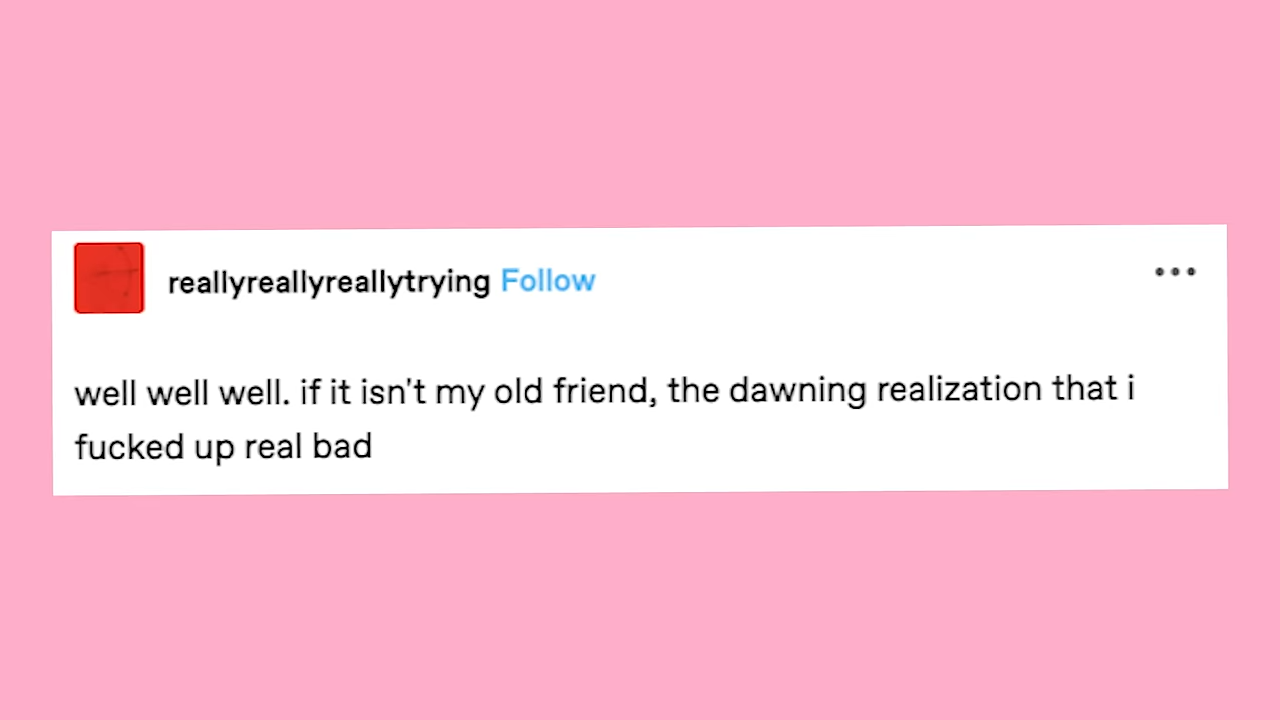 reallyreallyreallytrying Follow
well well well. if it isn't my old friend, the dawning realization that i
fucked up real bad